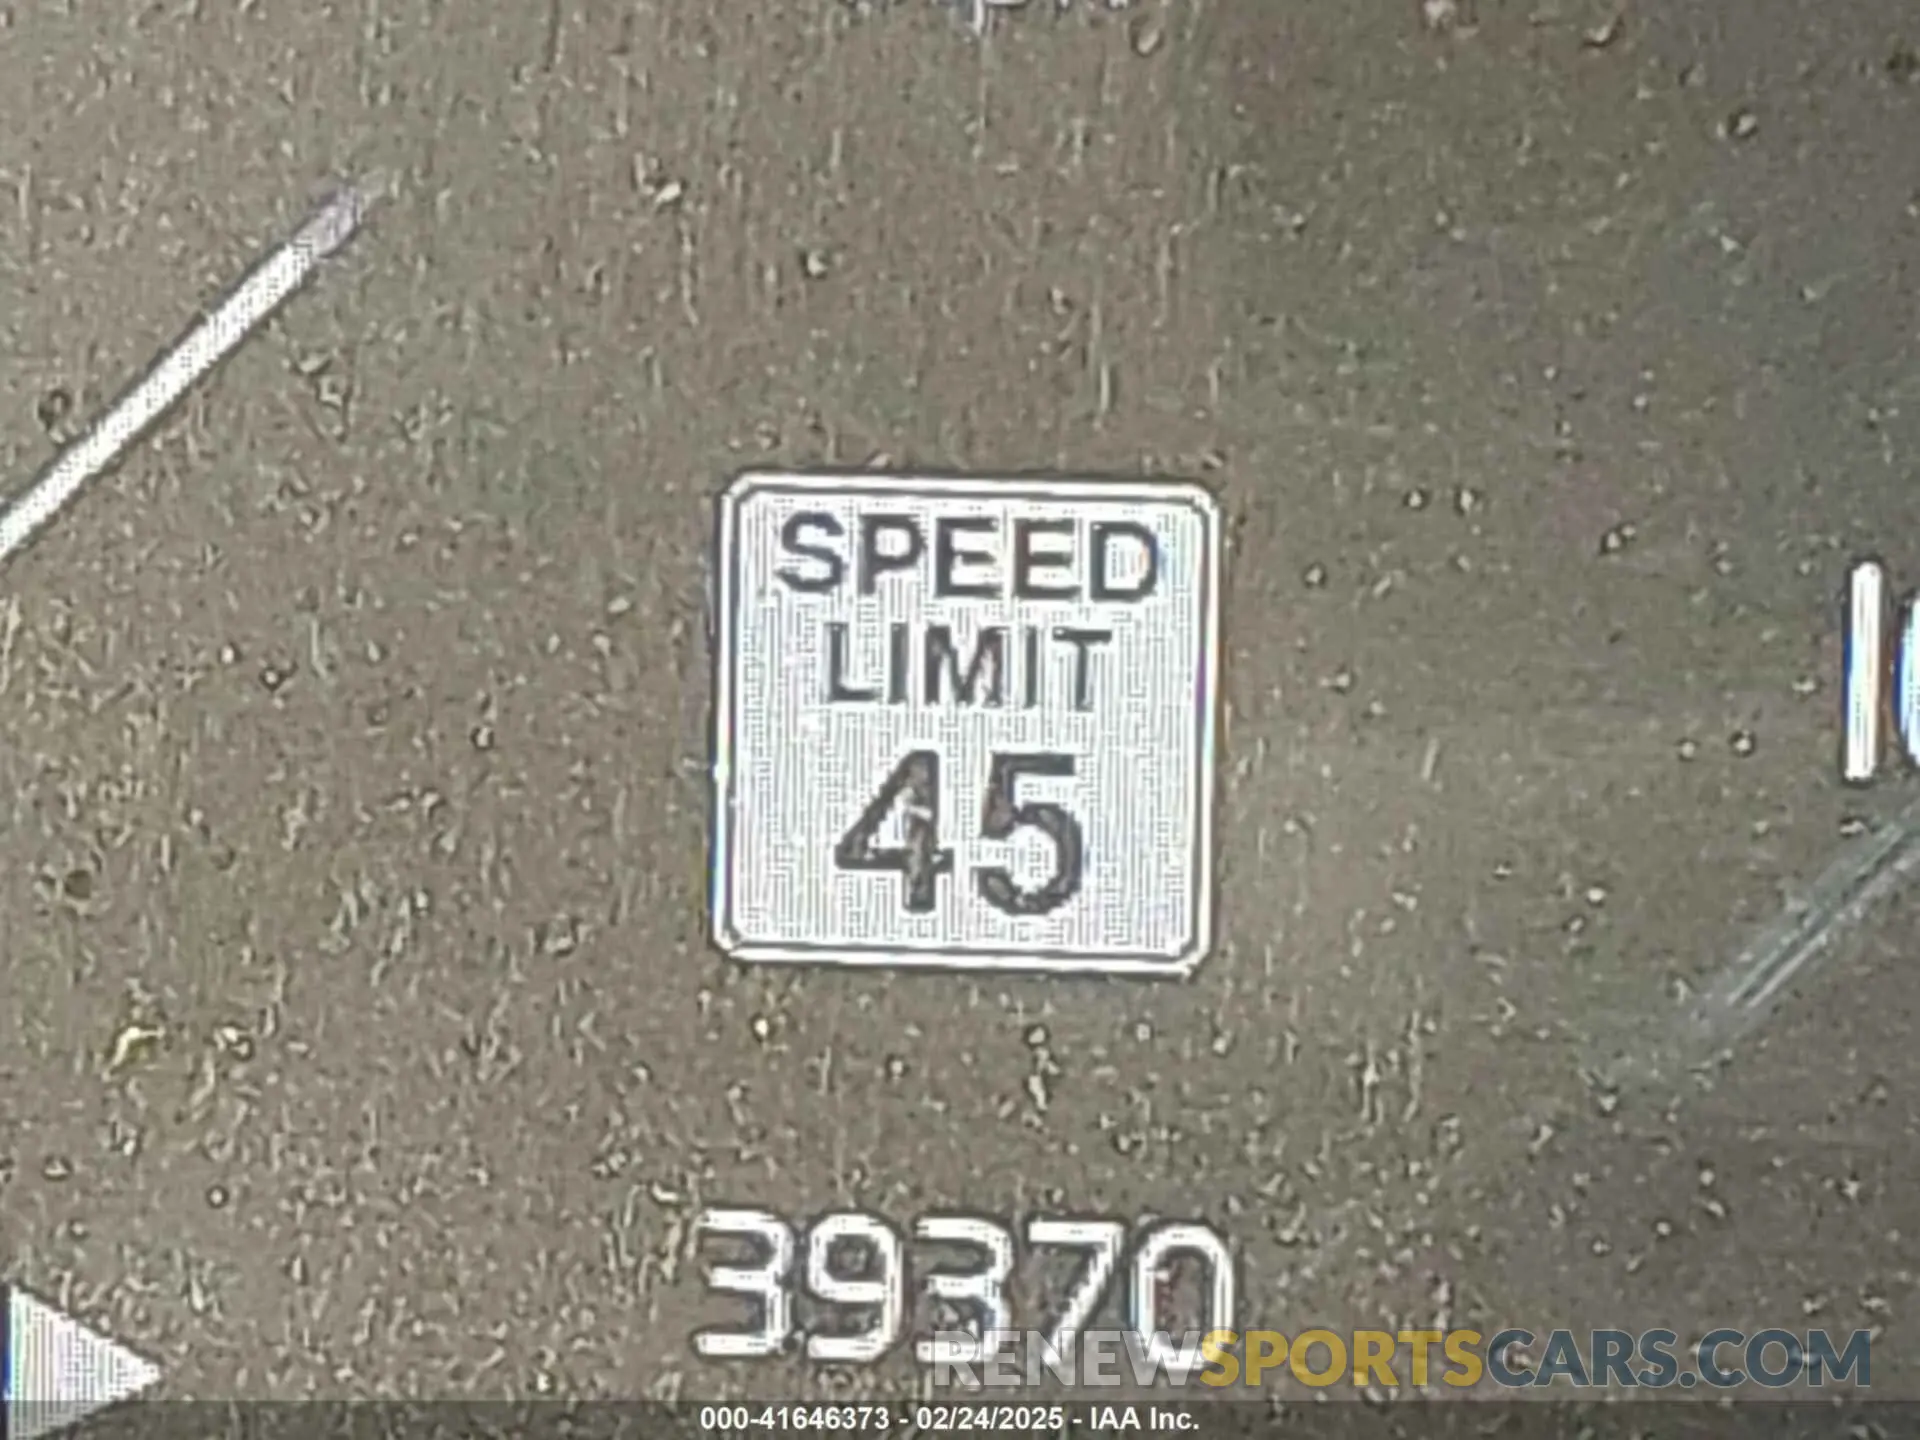 SPEED
LIMIT
45
39370
RENEWSPORTSCARS.COM
000-41646373 - 02/24/2025 - IAA Inc.